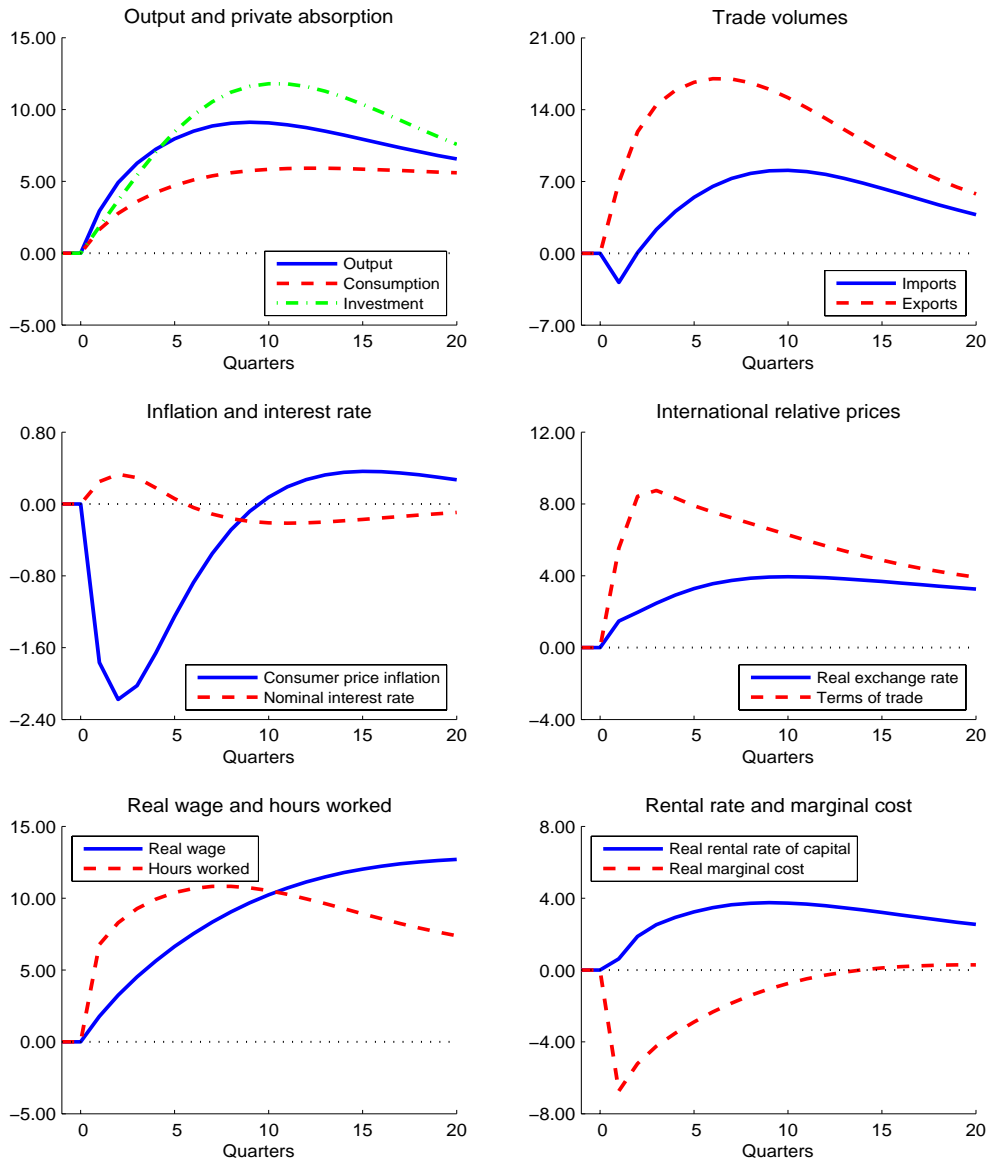 Output and private absorption
15.00
10.00
5.00
0.00
−5.00
0 5 10 15 20
Quarters
Output
Consumption
Investment
Trade volumes
21.00
14.00
7.00
0.00
−7.00
0 5 10 15 20
Quarters
Imports
Exports
Inflation and interest rate
0.80
0.00
−0.80
−1.60
−2.40
0 5 10 15 20
Quarters
Consumer price inflation
Nominal interest rate
International relative prices
12.00
8.00
4.00
0.00
−4.00
0 5 10 15 20
Quarters
Real exchange rate
Terms of trade
Real wage and hours worked
15.00
10.00
5.00
0.00
−5.00
0 5 10 15 20
Quarters
Real wage
Hours worked
Rental rate and marginal cost
8.00
4.00
0.00
−4.00
−8.00
0 5 10 15 20
Quarters
Real rental rate of capital
Real marginal cost